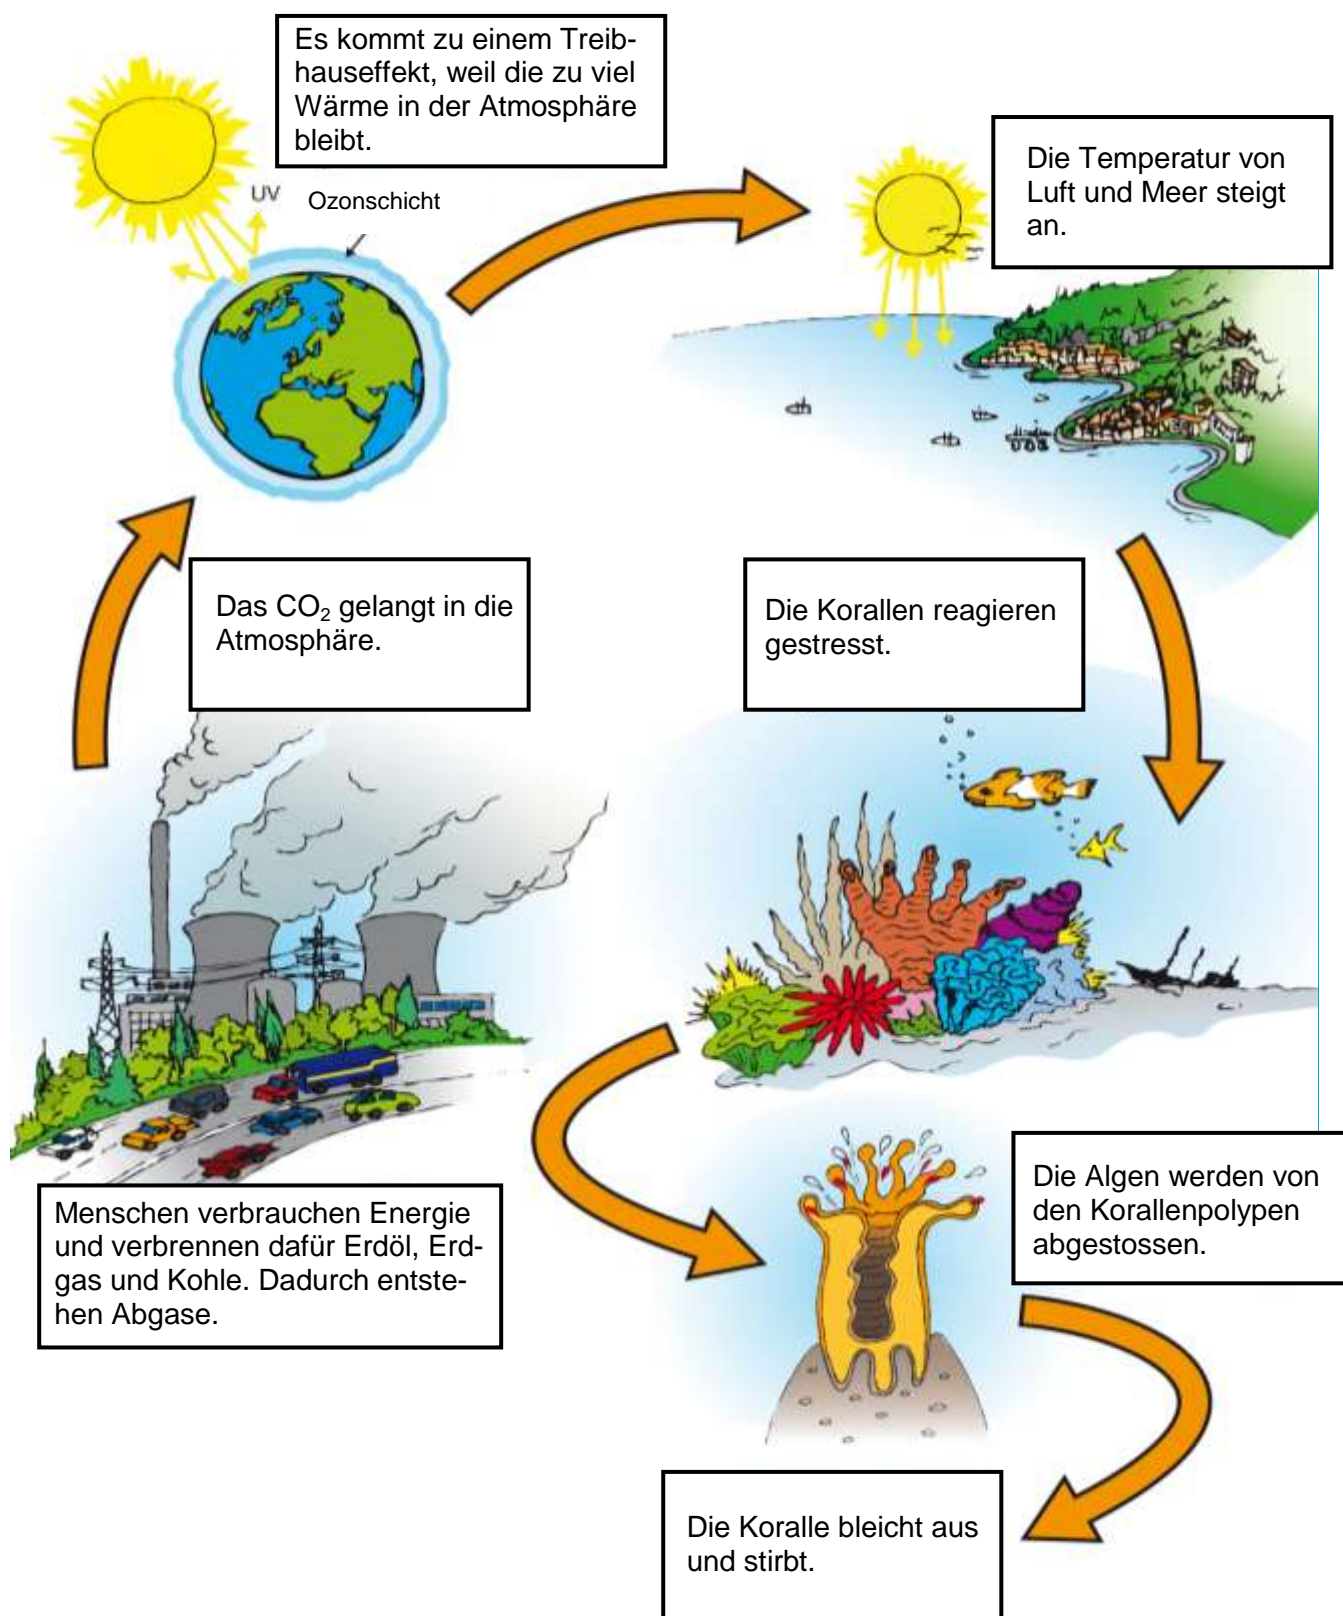 Es kommt zu einem Treib-
hauseffekt, weil die zu viel
Wärme in der Atmosphäre
bleibt.
Die Temperatur von
Luft und Meer steigt
an.
UV
Ozonschicht
Das CO₂ gelangt in die
Atmosphäre.
Die Korallen reagieren
gestresst.
Menschen verbrauchen Energie
und verbrennen dafür Erdöl, Erd-
gas und Kohle. Dadurch entste-
hen Abgase.
Die Algen werden von
den Korallenpolypen
abgestossen.
Die Koralle bleicht aus
und stirbt.